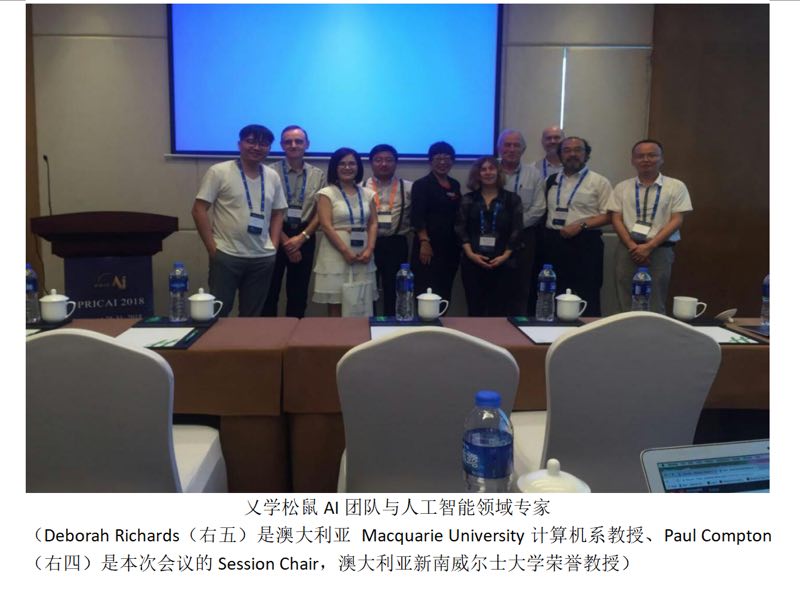 Ai
PRICAI 2018
乂学松鼠 AI 团队与人工智能领域专家
（Deborah Richards（右五）是澳大利亚 Macquarie University 计算机系教授、Paul Compton
（右四）是本次会议的 Session Chair，澳大利亚新南威尔士大学荣誉教授）